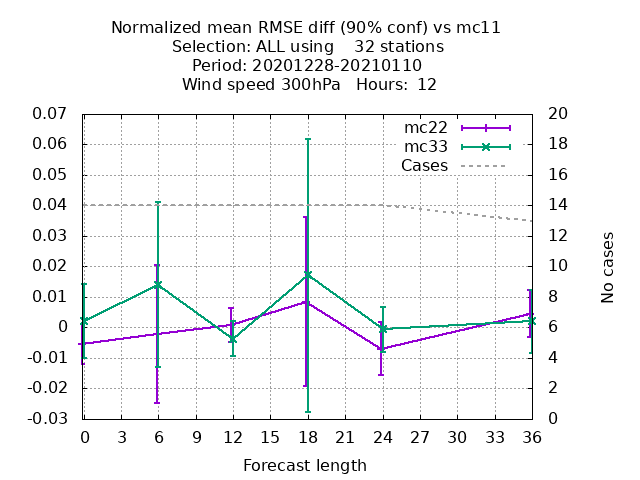 Normalized mean RMSE diff (90% conf) vs mc11
Selection: ALL using    32 stations
Period: 20201228-20210110
Wind speed 300hPa   Hours:  12
mc22
mc33
Cases
0.07
0.06
0.05
0.04
0.03
0.02
0.01
0
-0.01
-0.02
-0.03
20
18
16
14
12
10
8
6
4
2
0
No cases
0 3 6 9 12 15 18 21 24 27 30 33 36
Forecast length